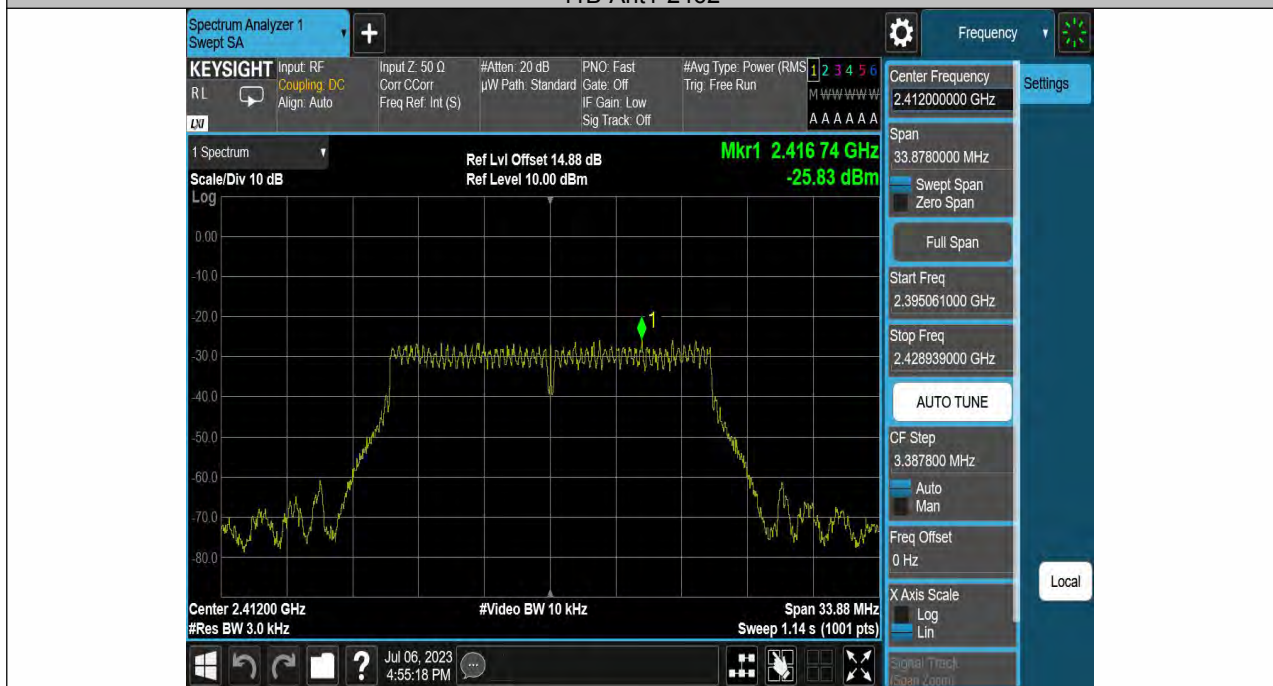 Spectrum Analyzer 1
Swept SA
+
Frequency
KEYSIGHT
RL
LXI
Input: RF
Coupling: DC
Align: Auto
Input Z: 50 Ω
Corr CCorr
Freq Ref: Int (S)
#Atten: 20 dB
µW Path: Standard
PNO: Fast
Gate: Off
IF Gain: Low
Sig Track: Off
#Avg Type: Power (RMS
Trig: Free Run
1 2 3 4 5 6
M W W W W W
A A A A A A
Center Frequency
2.412000000 GHz
Settings
Span
33.8780000 MHz
Swept Span
Zero Span
Full Span
Start Freq
2.395061000 GHz
Stop Freq
2.428939000 GHz
AUTO TUNE
CF Step
3.387800 MHz
Auto
Man
Freq Offset
0 Hz
X Axis Scale
Log
Lin
Signal Track
(Span Zoom)
Local
1 Spectrum
Scale/Div 10 dB
Log
Ref Lvl Offset 14.88 dB
Ref Level 10.00 dBm
Mkr1 2.416 74 GHz
-25.83 dBm
0.00
-10.0
-20.0
-30.0
-40.0
-50.0
-60.0
-70.0
-80.0
1
Center 2.41200 GHz
#Res BW 3.0 kHz
#Video BW 10 kHz
Span 33.88 MHz
Sweep 1.14 s (1001 pts)
?
Jul 06, 2023
4:55:18 PM